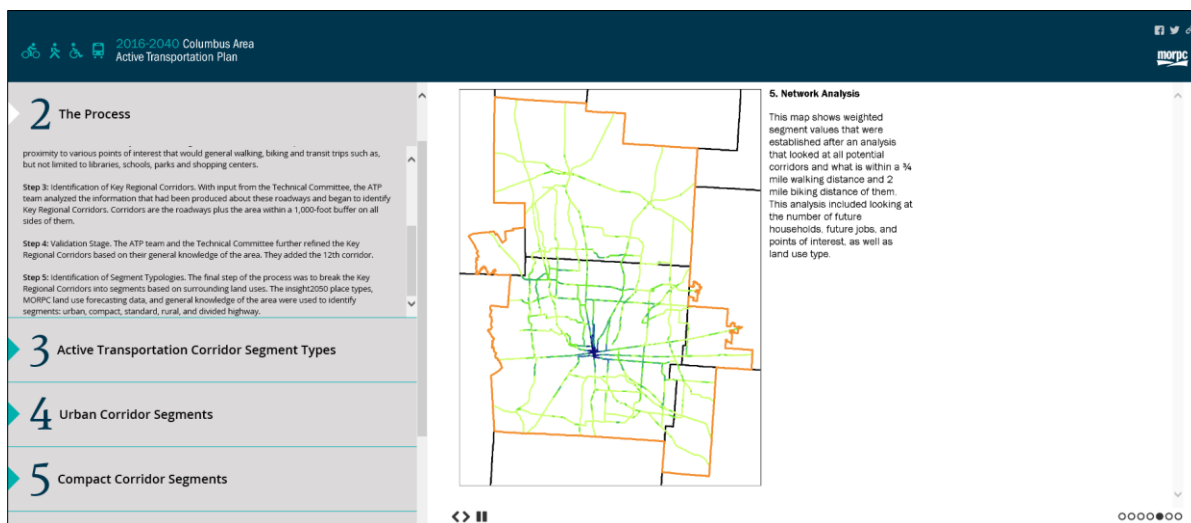 2016-2040 Columbus Area
Active Transportation Plan
morpc
2 The Process
proximity to various points of interest that would general walking, biking and transit trips such as,
but not limited to libraries, schools, parks and shopping centers.
Step 3: Identification of Key Regional Corridors. With input from the Technical Committee, the ATP
team analyzed the information that had been produced about these roadways and began to identify
Key Regional Corridors. Corridors are the roadways plus the area within a 1,000-foot buffer on all
sides of them.
Step 4: Validation Stage. The ATP team and the Technical Committee further refined the Key
Regional Corridors based on their general knowledge of the area. They added the 12th corridor.
Step 5: Identification of Segment Typologies. The final step of the process was to break the Key
Regional Corridors into segments based on surrounding land uses. The insight2050 place types,
MORPC land use forecasting data, and general knowledge of the area were used to identify
segments: urban, compact, standard, rural, and divided highway.
3 Active Transportation Corridor Segment Types
4 Urban Corridor Segments
5 Compact Corridor Segments
5. Network Analysis
This map shows weighted
segment values that were
established after an analysis
that looked at all potential
corridors and what is within a ¾
mile walking distance and 2
mile biking distance of them.
This analysis included looking at
the number of future
households, future jobs, and
points of interest, as well as
land use type.